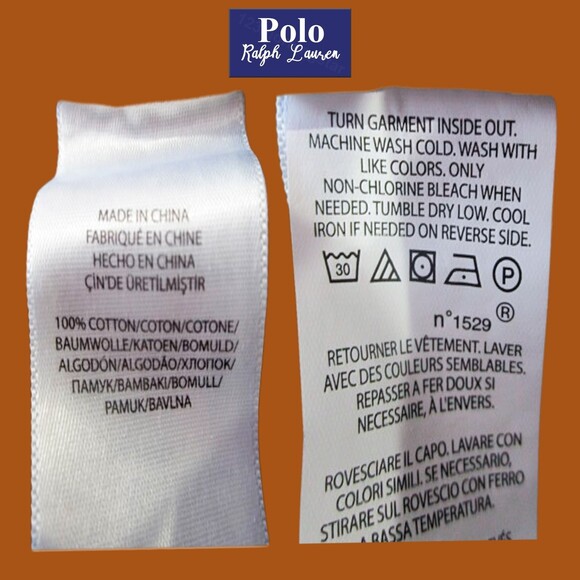 Polo
Ralph Lauren
MADE IN CHINA
FABRIQUÉ EN CHINE
HECHO EN CHINA
ÇİN'DE ÜRETİLMİŞTİR
100% COTTON/COTON/COTONE/
BAUMWOLLE/KATOEN/BOMULD/
ALGODÓN/ALGODÃO/ХЛОПОК/
ПАМУК/BAMBAKI/BOMULL/
PAMUK/BAVLNA
TURN GARMENT INSIDE OUT.
MACHINE WASH COLD. WASH WITH
LIKE COLORS. ONLY
NON-CHLORINE BLEACH WHEN
NEEDED. TUMBLE DRY LOW. COOL
IRON IF NEEDED ON REVERSE SIDE.
30 P
n°1529 ®
RETOURNER LE VÊTEMENT. LAVER
AVEC DES COULEURS SEMBLABLES.
REPASSER A FER DOUX SI
NECESSAIRE, À L'ENVERS.
ROVESCIARE IL CAPO. LAVARE CON
COLORI SIMILI. SE NECESSARIO,
STIRARE SUL ROVESCIO CON FERRO
A BASSA TEMPERATURA.